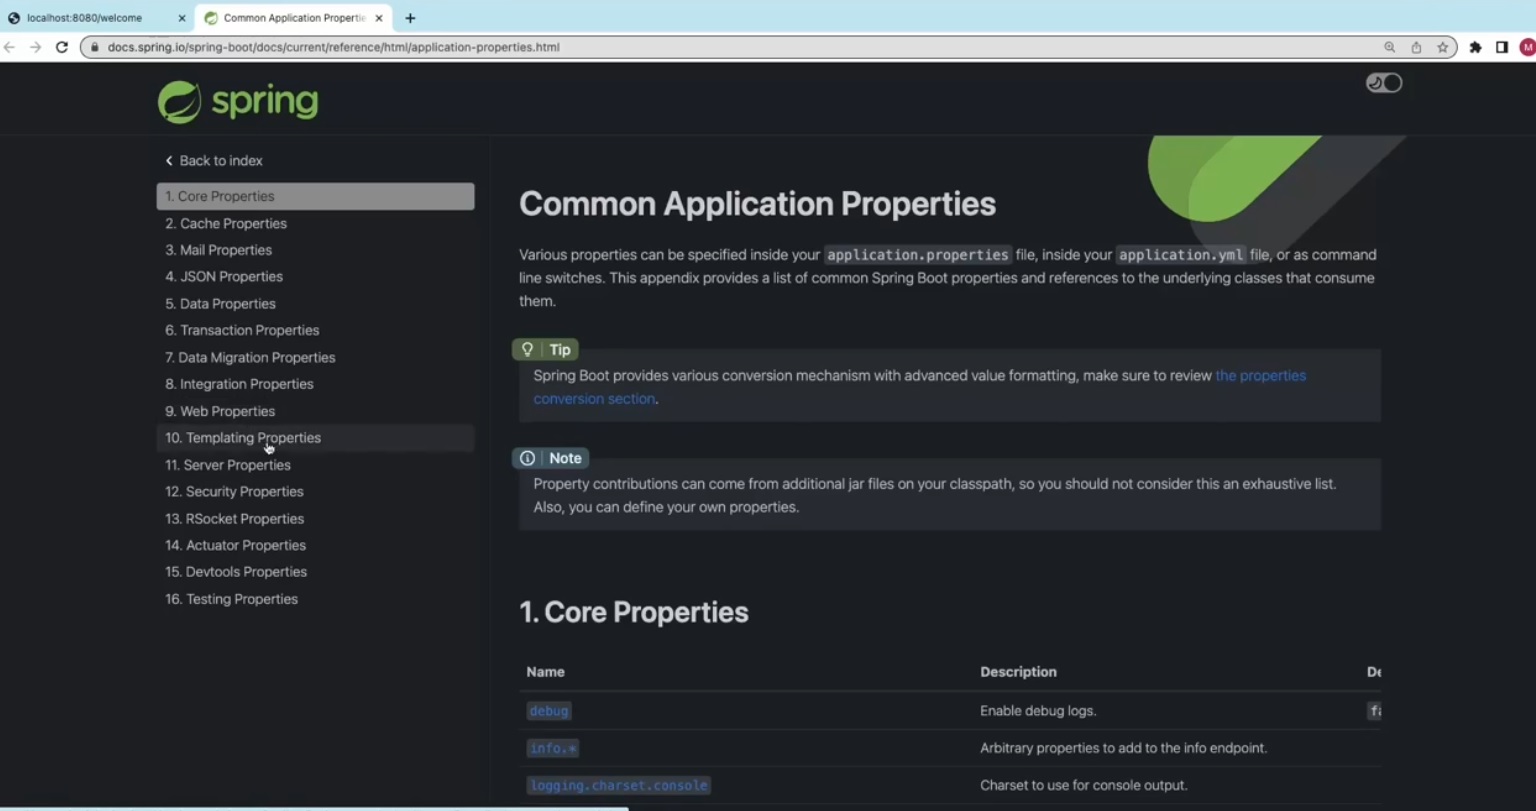 localhost:8080/welcome
Common Application Propertie
docs.spring.io/spring-boot/docs/current/reference/html/application-properties.html
M
spring
Back to index
1. Core Properties
2. Cache Properties
3. Mail Properties
4. JSON Properties
5. Data Properties
6. Transaction Properties
7. Data Migration Properties
8. Integration Properties
9. Web Properties
10. Templating Properties
11. Server Properties
12. Security Properties
13. RSocket Properties
14. Actuator Properties
15. Devtools Properties
16. Testing Properties
Common Application Properties
Various properties can be specified inside your application.properties file, inside your application.yml file, or as command
line switches. This appendix provides a list of common Spring Boot properties and references to the underlying classes that consume
them.
Tip
Spring Boot provides various conversion mechanism with advanced value formatting, make sure to review the properties
conversion section.
Note
Property contributions can come from additional jar files on your classpath, so you should not consider this an exhaustive list.
Also, you can define your own properties.
1. Core Properties
Name Description De
debug Enable debug logs. fa
info.* Arbitrary properties to add to the info endpoint.
logging.charset.console Charset to use for console output.